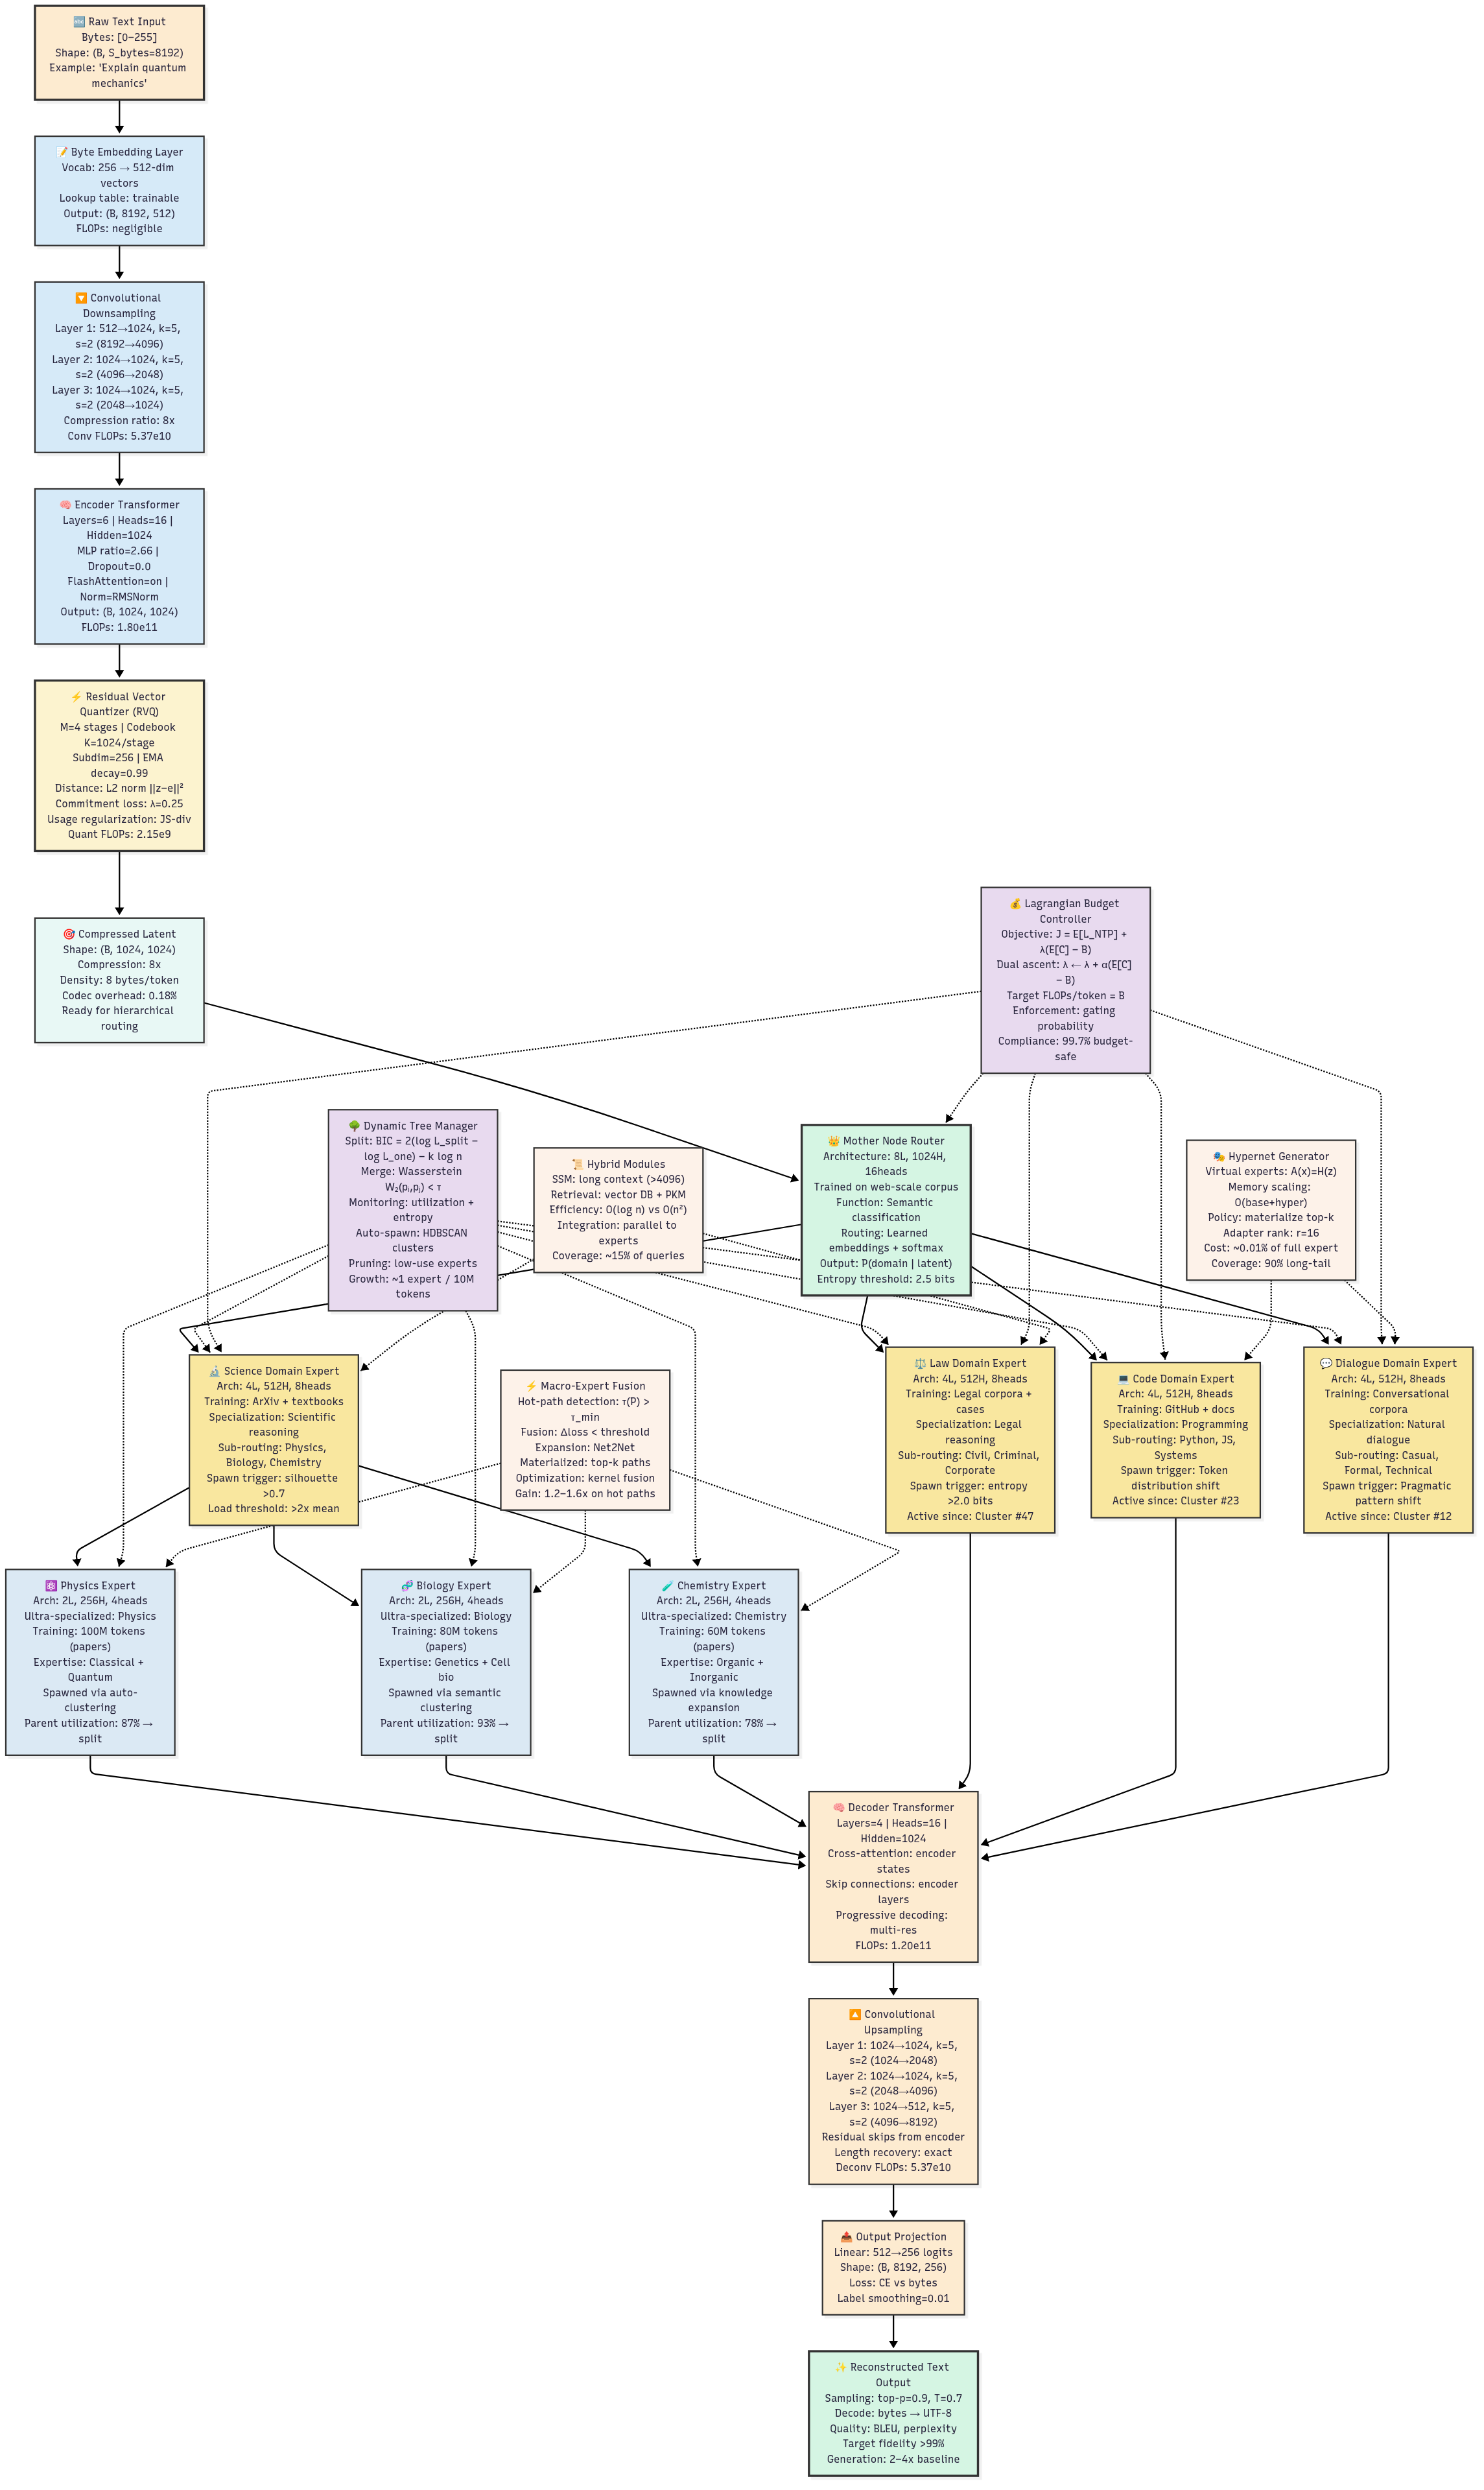 🔤 Raw Text Input
Bytes: [0–255]
Shape: (B, S_bytes=8192)
Example: 'Explain quantum
mechanics'
📝 Byte Embedding Layer
Vocab: 256 → 512-dim
vectors
Lookup table: trainable
Output: (B, 8192, 512)
FLOPs: negligible
🔽 Convolutional
Downsampling
Layer 1: 512→1024, k=5,
s=2 (8192→4096)
Layer 2: 1024→1024, k=5,
s=2 (4096→2048)
Layer 3: 1024→1024, k=5,
s=2 (2048→1024)
Compression ratio: 8x
Conv FLOPs: 5.37e10
🧠 Encoder Transformer
Layers=6 | Heads=16 |
Hidden=1024
MLP ratio=2.66 |
Dropout=0.0
FlashAttention=on |
Norm=RMSNorm
Output: (B, 1024, 1024)
FLOPs: 1.80e11
⚡ Residual Vector
Quantizer (RVQ)
M=4 stages | Codebook
K=1024/stage
Subdim=256 | EMA
decay=0.99
Distance: L2 norm ||z−e||²
Commitment loss: λ=0.25
Usage regularization: JS-div
Quant FLOPs: 2.15e9
🎯 Compressed Latent
Shape: (B, 1024, 1024)
Compression: 8x
Density: 8 bytes/token
Codec overhead: 0.18%
Ready for hierarchical
routing
💰 Lagrangian Budget
Controller
Objective: J = E[L_NTP] +
λ(E[C] − B)
Dual ascent: λ ← λ + α(E[C]
− B)
Target FLOPs/token = B
Enforcement: gating
probability
Compliance: 99.7% budget-
safe
🌳 Dynamic Tree Manager
Split: BIC = 2(log L_split −
log L_one) − k log n
Merge: Wasserstein
W₂(pᵢ,pⱼ) < τ
Monitoring: utilization +
entropy
Auto-spawn: HDBSCAN
clusters
Pruning: low-use experts
Growth: ~1 expert / 10M
tokens
📜 Hybrid Modules
SSM: long context (>4096)
Retrieval: vector DB + PKM
Efficiency: O(log n) vs O(n²)
Integration: parallel to
experts
Coverage: ~15% of queries
👑 Mother Node Router
Architecture: 8L, 1024H,
16heads
Trained on web-scale corpus
Function: Semantic
classification
Routing: Learned
embeddings + softmax
Output: P(domain | latent)
Entropy threshold: 2.5 bits
🎭 Hypernet Generator
Virtual experts: A(x)=H(z)
Memory scaling:
O(base+hyper)
Policy: materialize top-k
Adapter rank: r=16
Cost: ~0.01% of full expert
Coverage: 90% long-tail
🔬 Science Domain Expert
Arch: 4L, 512H, 8heads
Training: ArXiv + textbooks
Specialization: Scientific
reasoning
Sub-routing: Physics,
Biology, Chemistry
Spawn trigger: silhouette
>0.7
Load threshold: >2x mean
⚡ Macro-Expert Fusion
Hot-path detection: τ(P) >
τ_min
Fusion: Δloss < threshold
Expansion: Net2Net
Materialized: top-k paths
Optimization: kernel fusion
Gain: 1.2–1.6x on hot paths
⚖️ Law Domain Expert
Arch: 4L, 512H, 8heads
Training: Legal corpora +
cases
Specialization: Legal
reasoning
Sub-routing: Civil, Criminal,
Corporate
Spawn trigger: entropy
>2.0 bits
Active since: Cluster #47
💻 Code Domain Expert
Arch: 4L, 512H, 8heads
Training: GitHub + docs
Specialization: Programming
Sub-routing: Python, JS,
Systems
Spawn trigger: Token
distribution shift
Active since: Cluster #23
💬 Dialogue Domain Expert
Arch: 4L, 512H, 8heads
Training: Conversational
corpora
Specialization: Natural
dialogue
Sub-routing: Casual,
Formal, Technical
Spawn trigger: Pragmatic
pattern shift
Active since: Cluster #12
⚛️ Physics Expert
Arch: 2L, 256H, 4heads
Ultra-specialized: Physics
Training: 100M tokens
(papers)
Expertise: Classical +
Quantum
Spawned via auto-
clustering
Parent utilization: 87% →
split
🧬 Biology Expert
Arch: 2L, 256H, 4heads
Ultra-specialized: Biology
Training: 80M tokens
(papers)
Expertise: Genetics + Cell
bio
Spawned via semantic
clustering
Parent utilization: 93% →
split
🧪 Chemistry Expert
Arch: 2L, 256H, 4heads
Ultra-specialized: Chemistry
Training: 60M tokens
(papers)
Expertise: Organic +
Inorganic
Spawned via knowledge
expansion
Parent utilization: 78% →
split
🧠 Decoder Transformer
Layers=4 | Heads=16 |
Hidden=1024
Cross-attention: encoder
states
Skip connections: encoder
layers
Progressive decoding:
multi-res
FLOPs: 1.20e11
🔼 Convolutional
Upsampling
Layer 1: 1024→1024, k=5,
s=2 (1024→2048)
Layer 2: 1024→1024, k=5,
s=2 (2048→4096)
Layer 3: 1024→512, k=5,
s=2 (4096→8192)
Residual skips from encoder
Length recovery: exact
Deconv FLOPs: 5.37e10
📤 Output Projection
Linear: 512→256 logits
Shape: (B, 8192, 256)
Loss: CE vs bytes
Label smoothing=0.01
✨ Reconstructed Text
Output
Sampling: top-p=0.9, T=0.7
Decode: bytes → UTF-8
Quality: BLEU, perplexity
Target fidelity >99%
Generation: 2–4x baseline